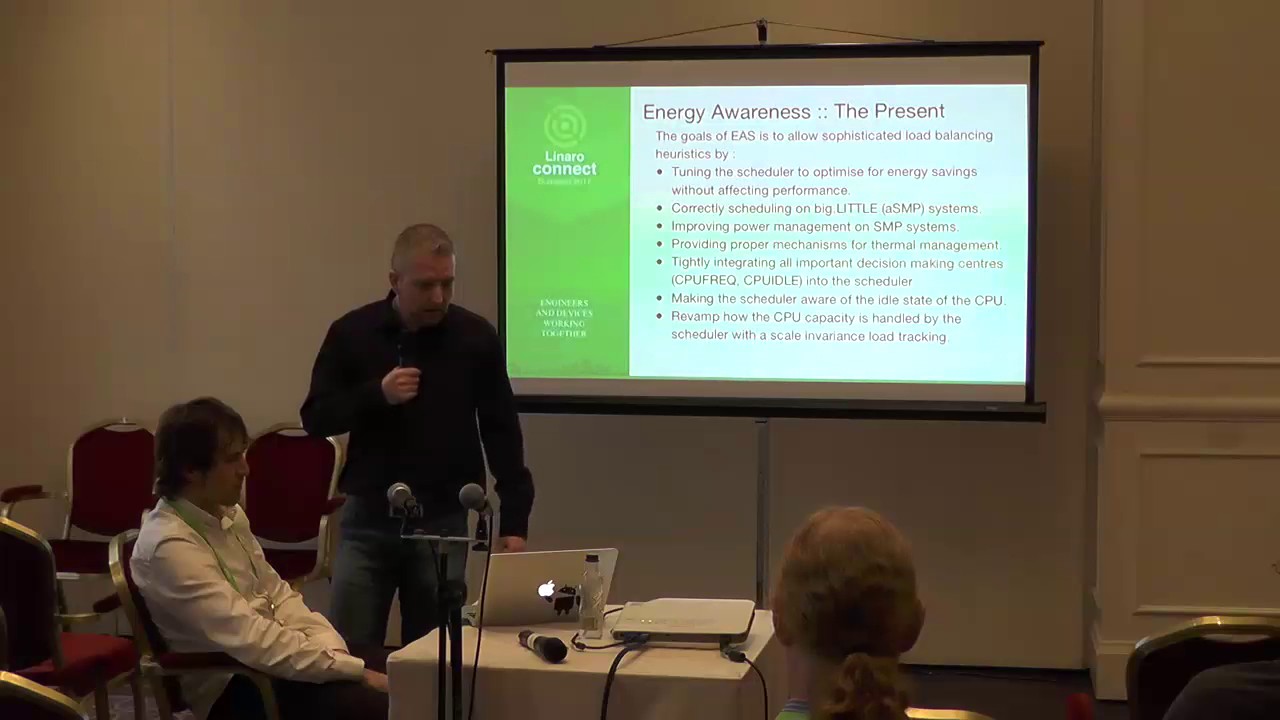 Energy Awareness :: The Present
The goals of EAS is to allow sophisticated load balancing
heuristics by :
• Tuning the scheduler to optimise for energy savings
without affecting performance.
• Correctly scheduling on big.LITTLE (aSMP) systems.
• Improving power management on SMP systems.
• Providing proper mechanisms for thermal management.
• Tightly integrating all important decision making centres
(CPUFREQ, CPUIDLE) into the scheduler
• Making the scheduler aware of the idle state of the CPU.
• Revamp how the CPU capacity is handled by the
scheduler with a scale invariance load tracking.
Linaro
connect
ENGINEERS
AND DEVICES
WORKING
TOGETHER